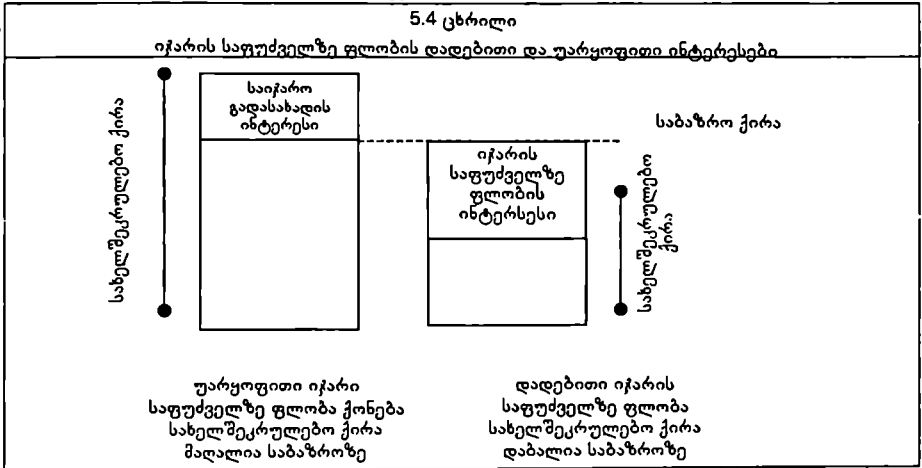 5.4 ცხრილი
იჯარის საფუძველზე ფლობის დადებითი და უარყოფითი ინტერესები
სახელშეკრულებო ქირა
საიჯარო
გადასახადის
ინტერესი
საბაზრო ქირა
იჯარის
საფუძველზე
ფლობის
ინტერსესი
სახელშეკრულებო
ქირა
უარყოფითი იჯარი
საფუძველზე ფლობა ქონება
სახელშეკრულებო ქირა
მაღალია საბაზროზე
დადებითი იჯარის
საფუძველზე ფლობა
სახელშეკრულებო ქირა
დაბალია საბაზროზე